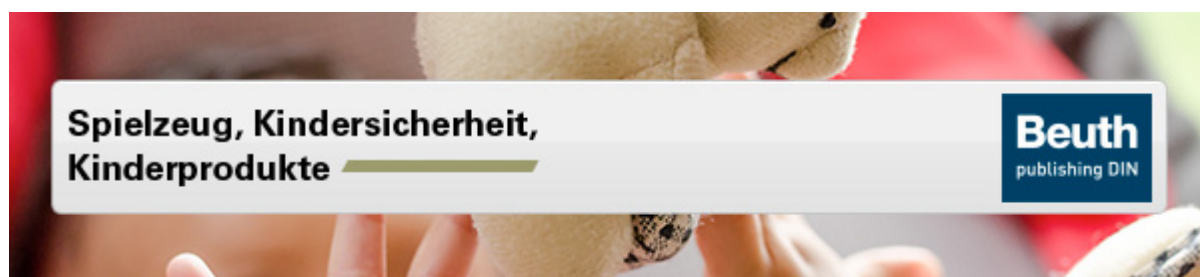 Spielzeug, Kindersicherheit,
Kinderprodukte
Beuth
publishing DIN